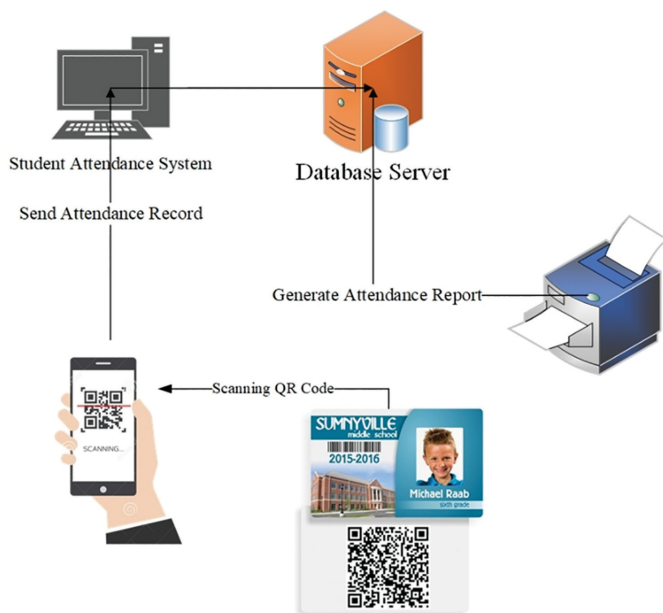 Student Attendance System
Database Server
Send Attendance Record
Generate Attendance Report
Scanning QR Code
SCANNING...
SUMNYVILLE
middle school
2015-2016
Michael Raab
sixth grade